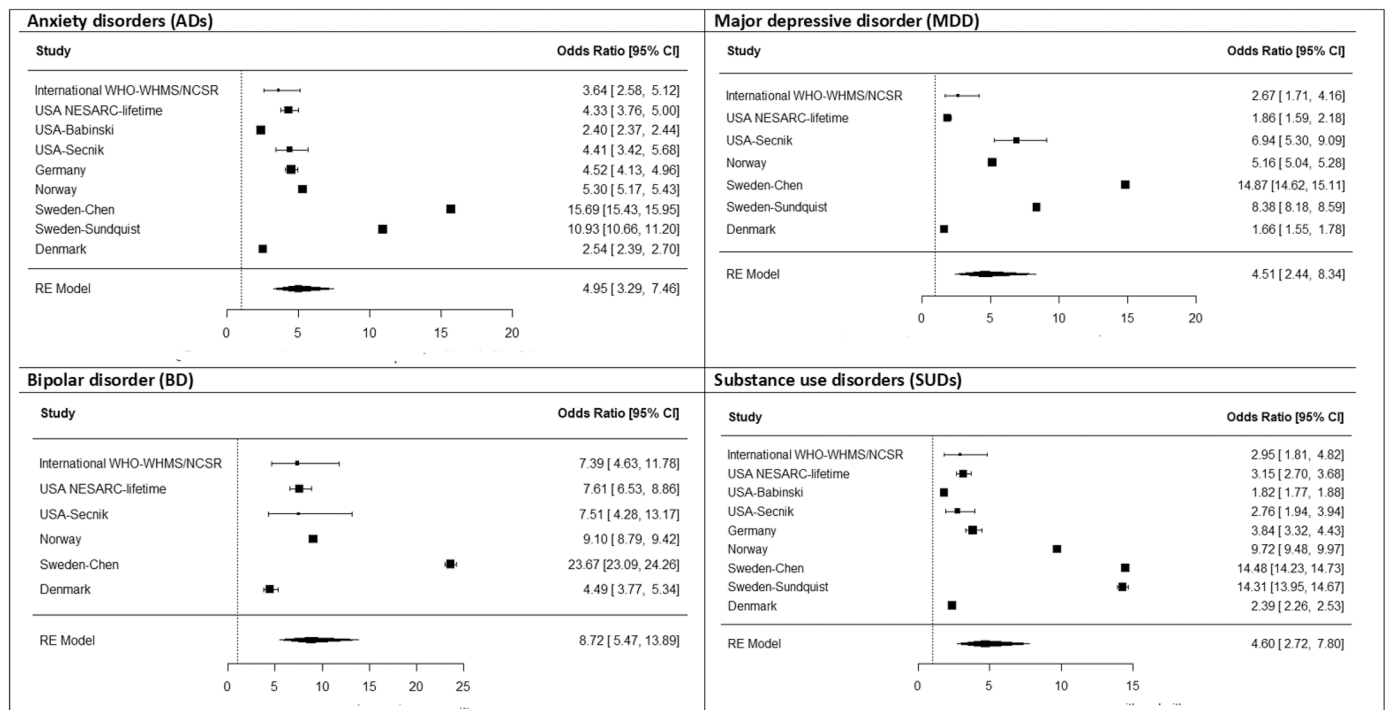 Anxiety disorders (ADs)
Study Odds Ratio [95% CI]
International WHO-WHMS/NCSR 3.64 [ 2.58, 5.12]
USA NESARC-lifetime 4.33 [ 3.76, 5.00]
USA-Babinski 2.40 [ 2.37, 2.44]
USA-Secnik 4.41 [ 3.42, 5.68]
Germany 4.52 [ 4.13, 4.96]
Norway 5.30 [ 5.17, 5.43]
Sweden-Chen 15.69 [15.43, 15.95]
Sweden-Sundquist 10.93 [10.66, 11.20]
Denmark 2.54 [ 2.39, 2.70]
RE Model 4.95 [ 3.29, 7.46]
0 5 10 15 20
Major depressive disorder (MDD)
Study Odds Ratio [95% CI]
International WHO-WHMS/NCSR 2.67 [ 1.71, 4.16]
USA NESARC-lifetime 1.86 [ 1.59, 2.18]
USA-Secnik 6.94 [ 5.30, 9.09]
Norway 5.16 [ 5.04, 5.28]
Sweden-Chen 14.87 [14.62, 15.11]
Sweden-Sundquist 8.38 [ 8.18, 8.59]
Denmark 1.66 [ 1.55, 1.78]
RE Model 4.51 [ 2.44, 8.34]
0 5 10 15 20
Bipolar disorder (BD)
Study Odds Ratio [95% CI]
International WHO-WHMS/NCSR 7.39 [ 4.63, 11.78]
USA NESARC-lifetime 7.61 [ 6.53, 8.86]
USA-Secnik 7.51 [ 4.28, 13.17]
Norway 9.10 [ 8.79, 9.42]
Sweden-Chen 23.67 [23.09, 24.26]
Denmark 4.49 [ 3.77, 5.34]
RE Model 8.72 [ 5.47, 13.89]
0 5 10 15 20 25
Substance use disorders (SUDs)
Study Odds Ratio [95% CI]
International WHO-WHMS/NCSR 2.95 [ 1.81, 4.82]
USA NESARC-lifetime 3.15 [ 2.70, 3.68]
USA-Babinski 1.82 [ 1.77, 1.88]
USA-Secnik 2.76 [ 1.94, 3.94]
Germany 3.84 [ 3.32, 4.43]
Norway 9.72 [ 9.48, 9.97]
Sweden-Chen 14.48 [14.23, 14.73]
Sweden-Sundquist 14.31 [13.95, 14.67]
Denmark 2.39 [ 2.26, 2.53]
RE Model 4.60 [ 2.72, 7.80]
0 5 10 15